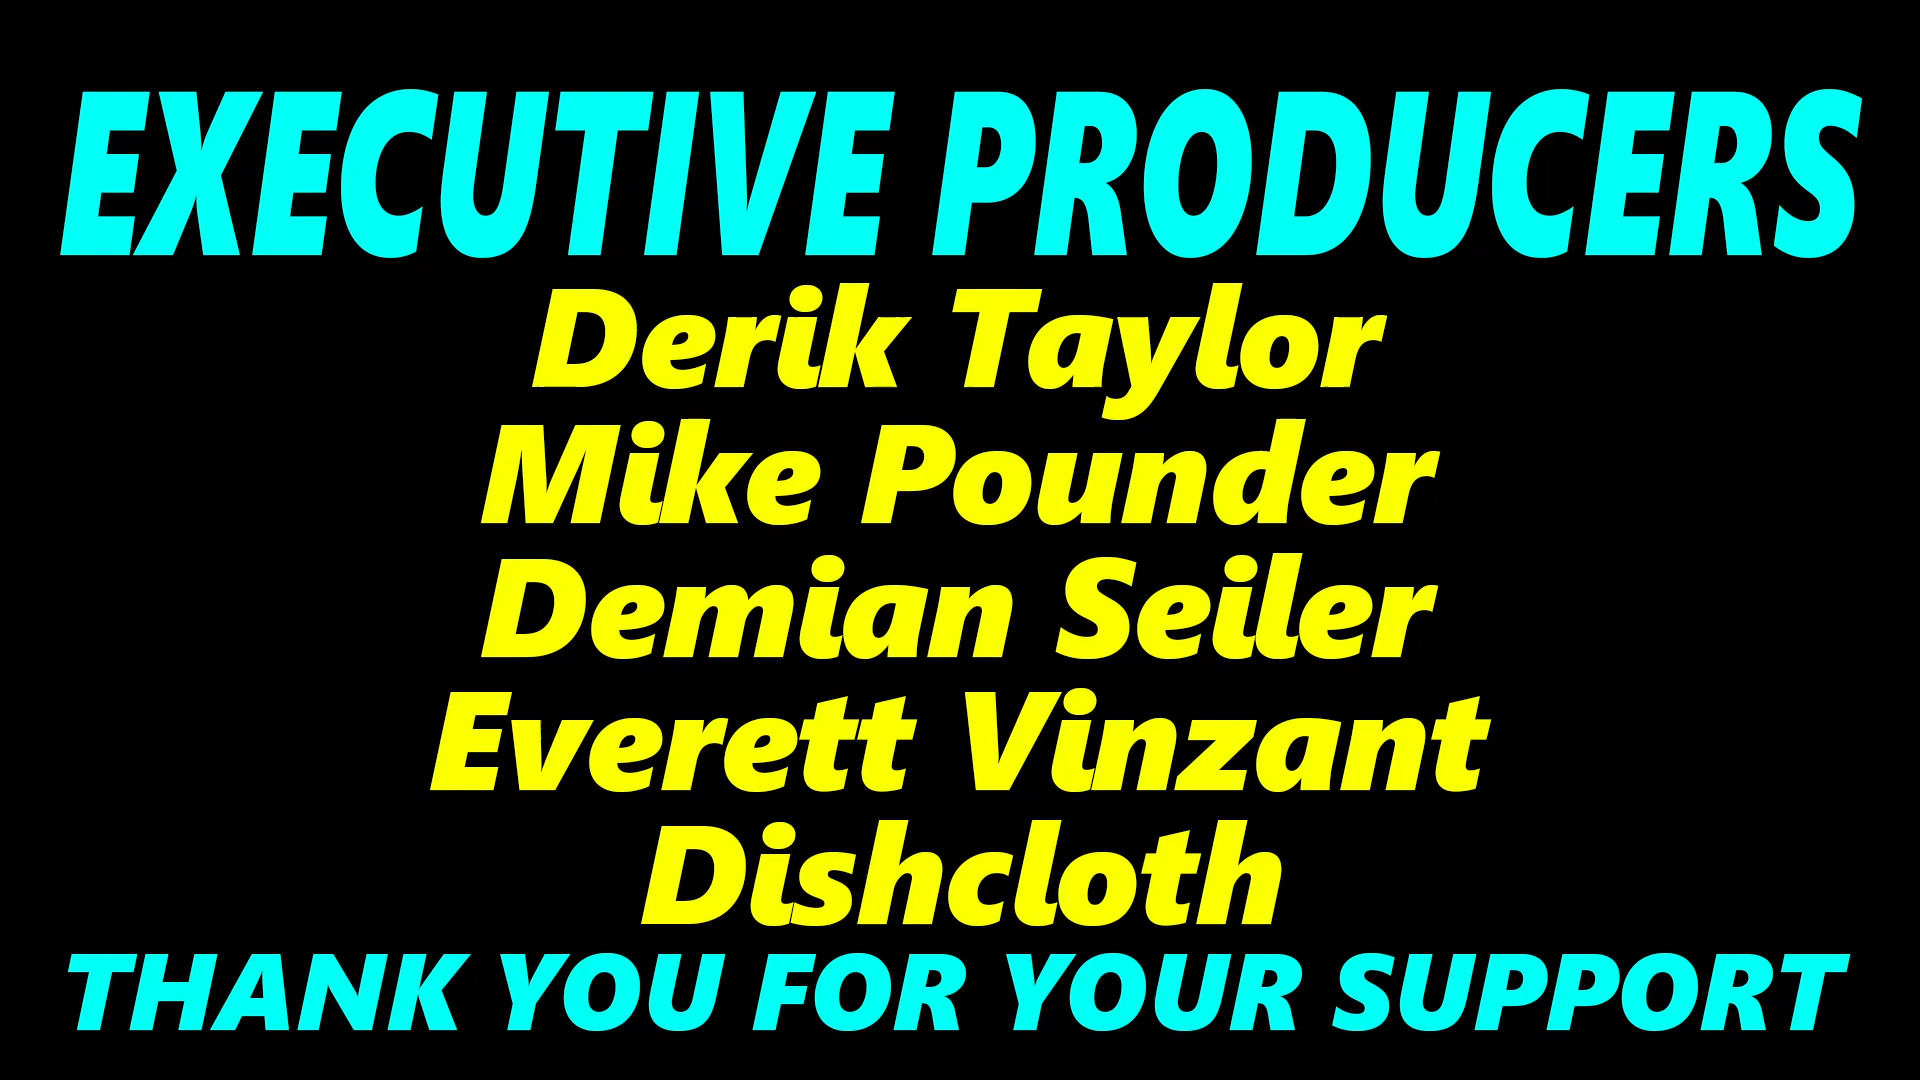 EXECUTIVE PRODUCERS
Derik Taylor
Mike Pounder
Demian Seiler
Everett Vinzant
Dishcloth
THANK YOU FOR YOUR SUPPORT